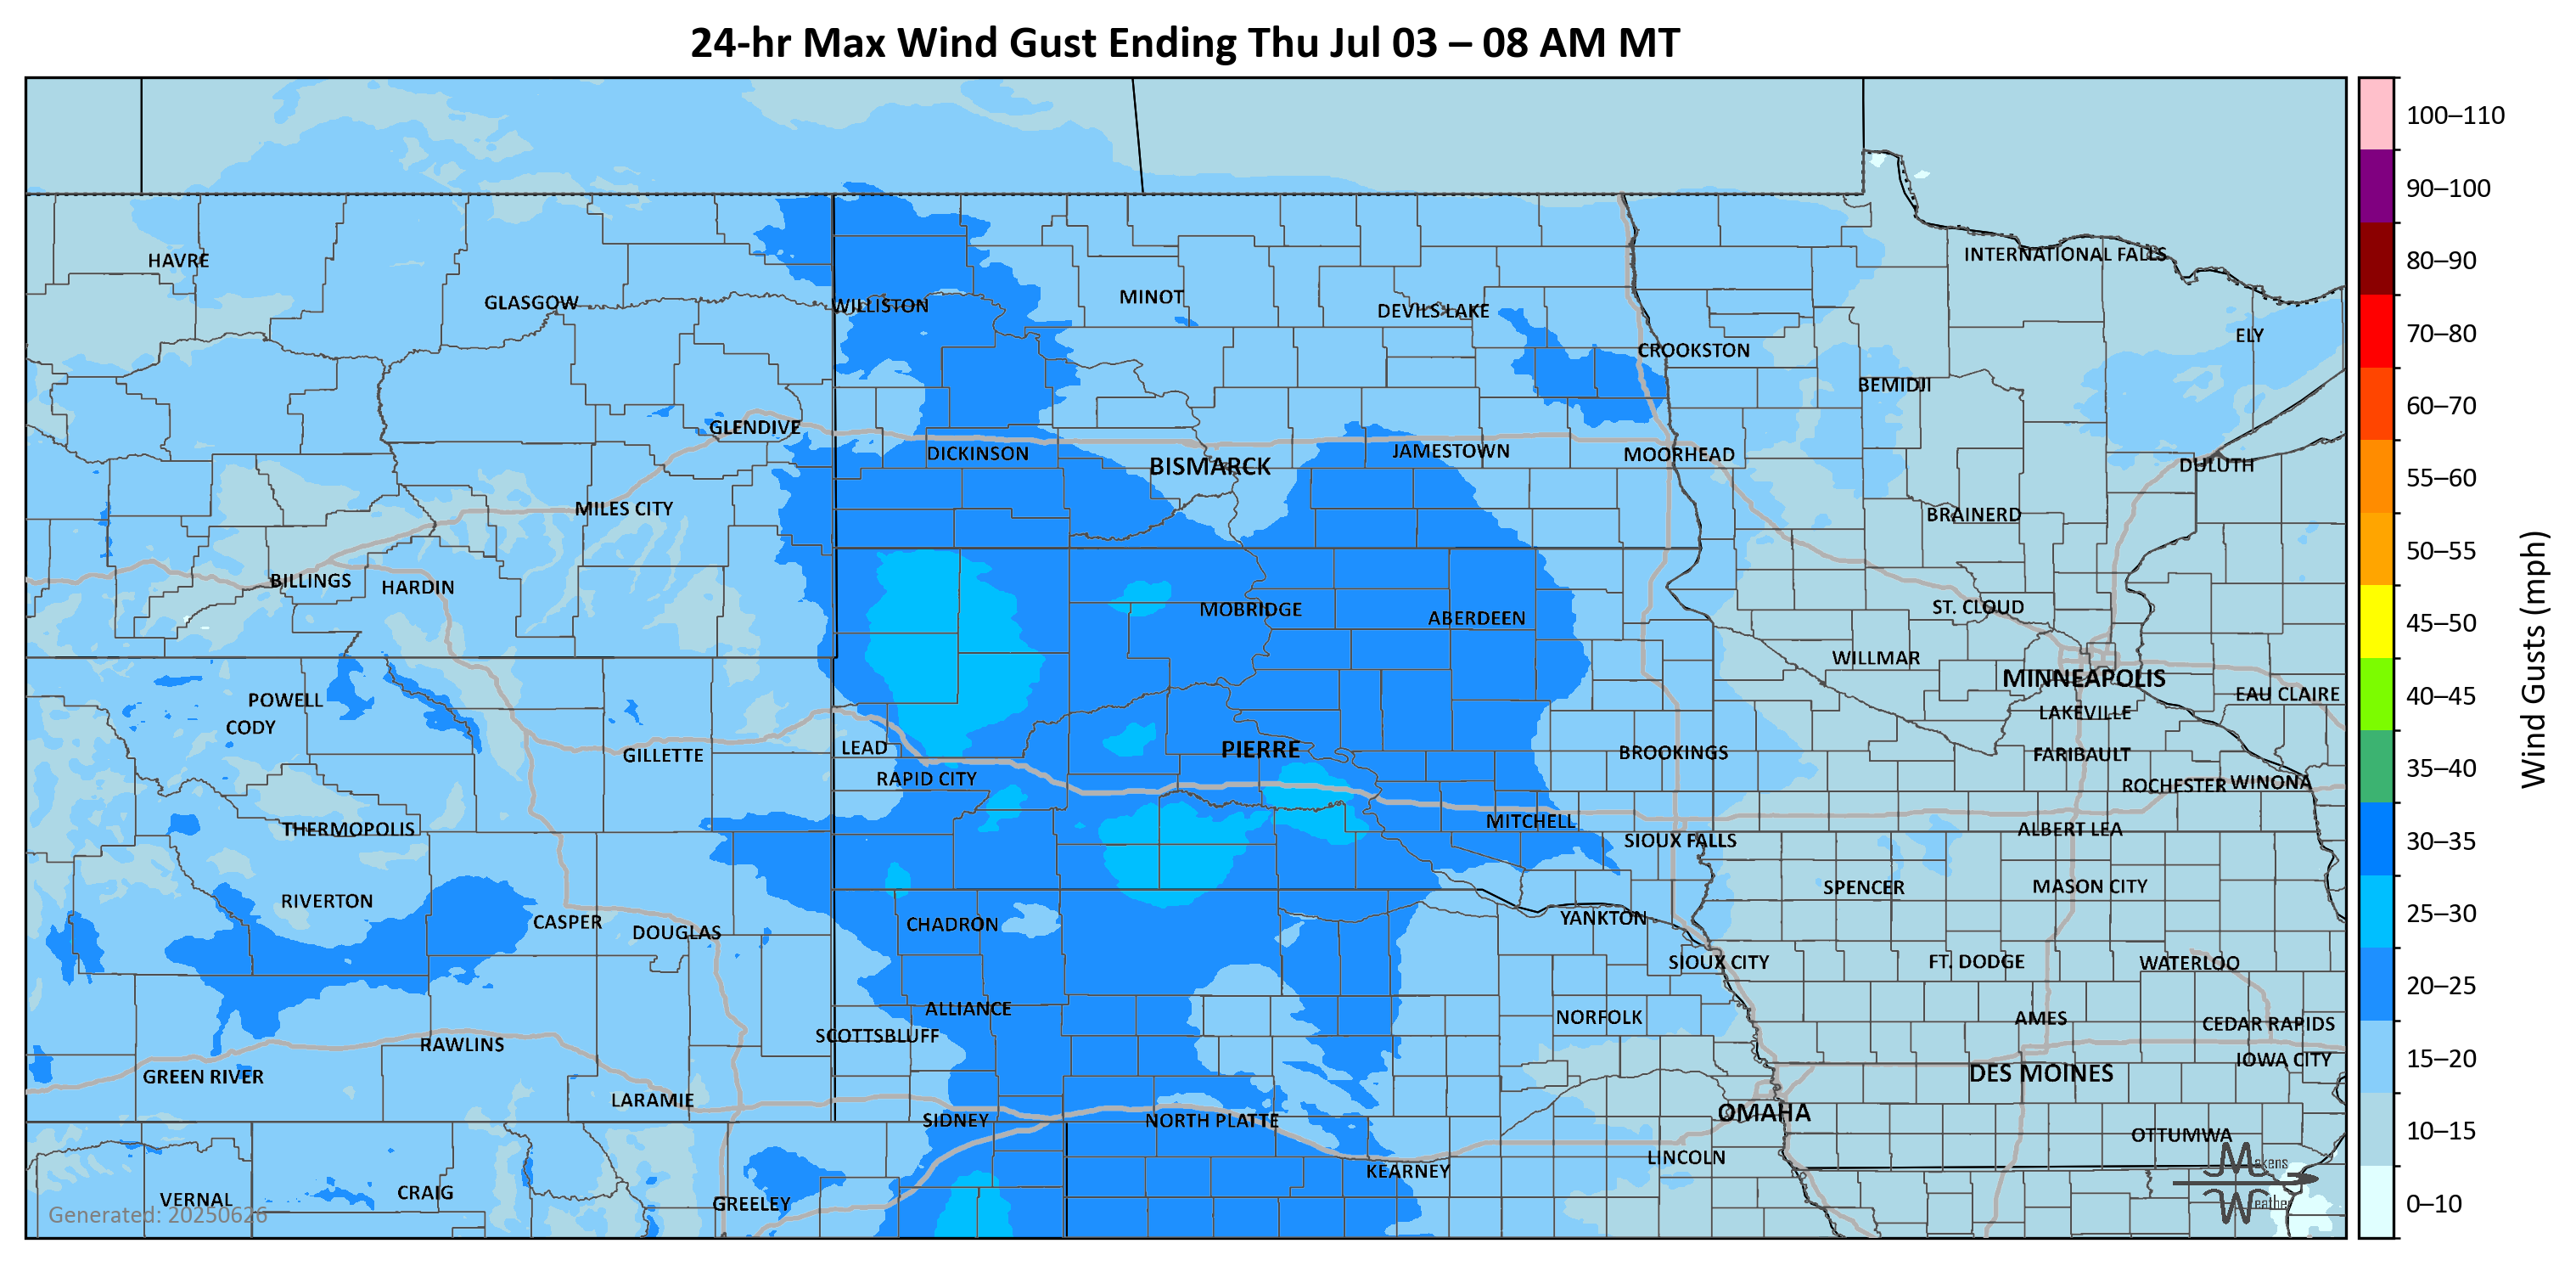 24-hr Max Wind Gust Ending Thu Jul 03 – 08 AM MT
100–110
90–100
80–90
70–80
60–70
55–60
50–55
45–50
40–45
35–40
30–35
25–30
20–25
15–20
10–15
0–10
Wind Gusts (mph)
HAVRE
GLASGOW
WILLISTON
MINOT
DEVILS LAKE
INTERNATIONAL FALLS
ELY
CROOKSTON
BEMIDJI
GLENDIVE
DICKINSON
BISMARCK
JAMESTOWN
MOORHEAD
DULUTH
MILES CITY
BRAINERD
BILLINGS
HARDIN
MOBRIDGE
ABERDEEN
ST. CLOUD
WILLMAR
MINNEAPOLIS
EAU CLAIRE
POWELL
CODY
LAKEVILLE
GILLETTE
LEAD
PIERRE
BROOKINGS
FARIBAULT
RAPID CITY
ROCHESTER
WINONA
THERMOPOLIS
MITCHELL
ALBERT LEA
SIOUX FALLS
RIVERTON
SPENCER
MASON CITY
CASPER
DOUGLAS
CHADRON
YANKTON
SIOUX CITY
FT. DODGE
WATERLOO
ALLIANCE
NORFOLK
AMES
CEDAR RAPIDS
SCOTTSBLUFF
RAWLINS
IOWA CITY
GREEN RIVER
DES MOINES
LARAMIE
SIDNEY
NORTH PLATTE
OMAHA
OTTUMWA
KEARNEY
LINCOLN
VERNAL
CRAIG
GREELEY
Makens
Weather
Generated: 20250626